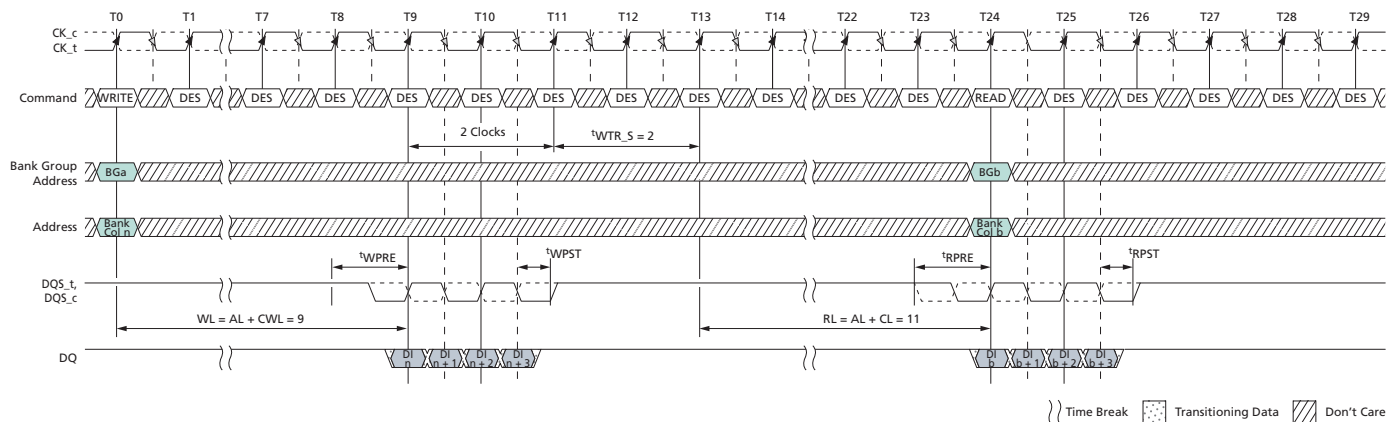 T0 T1 T7 T8 T9 T10 T11 T12 T13 T14 T22 T23 T24 T25 T26 T27 T28 T29
CK_c
CK_t
Command WRITE DES DES DES DES DES DES DES DES DES DES DES READ DES DES DES DES DES
2 Clocks tWTR_S = 2
Bank Group
Address BGa BGb
Address Bank
Col n Bank
Col b
tWPRE tWPST tRPRE tRPST
DQS_t,
DQS_c
WL = AL + CWL = 9 RL = AL + CL = 11
DQ DI
n DI
n + 1 DI
n + 2 DI
n + 3 DI
b DI
b + 1 DI
b + 2 DI
b + 3
Time Break Transitioning Data Don't Care